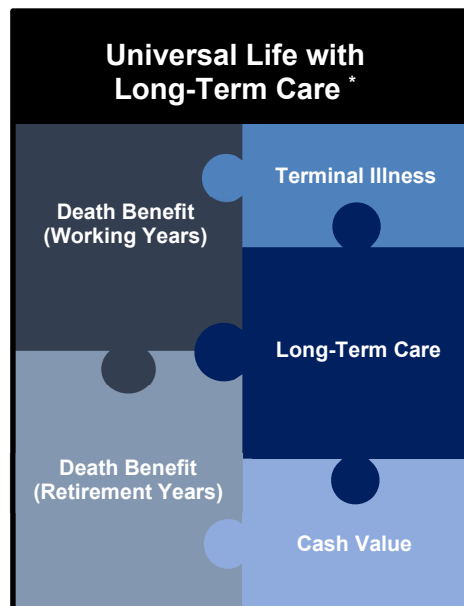 Universal Life with
Long-Term Care *
Death Benefit
(Working Years)
Terminal Illness
Long-Term Care
Death Benefit
(Retirement Years)
Cash Value